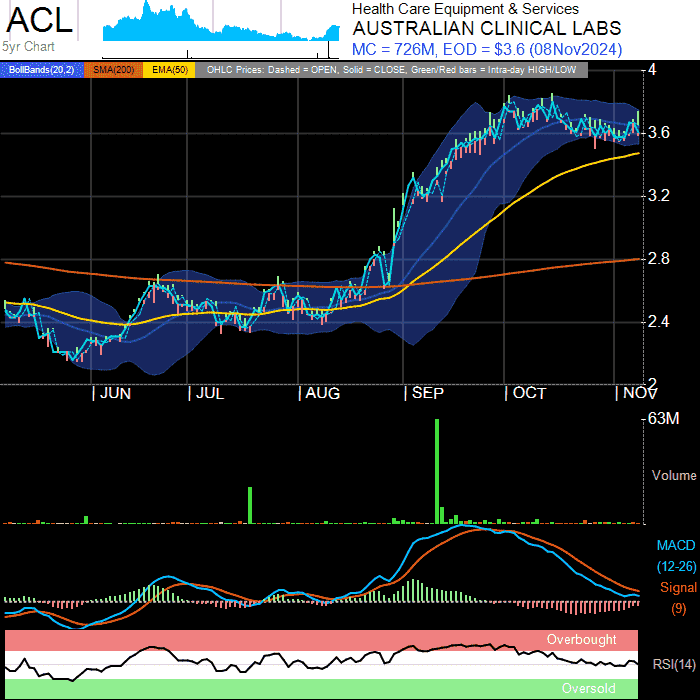 ACL
5yr Chart
Health Care Equipment & Services
AUSTRALIAN CLINICAL LABS
MC = 726M, EOD = $3.6 (08Nov2024)
BollBands(20,2) SMA(200) EMA(50) OHLC Prices: Dashed = OPEN, Solid = CLOSE, Green/Red bars = Intra-day HIGH/LOW
4
3.6
3.2
2.8
2.4
2
| JUN | JUL | AUG | SEP | OCT | NOV
63M
Volume
MACD
(12-26)
Signal
(9)
Overbought
RSI(14)
Oversold